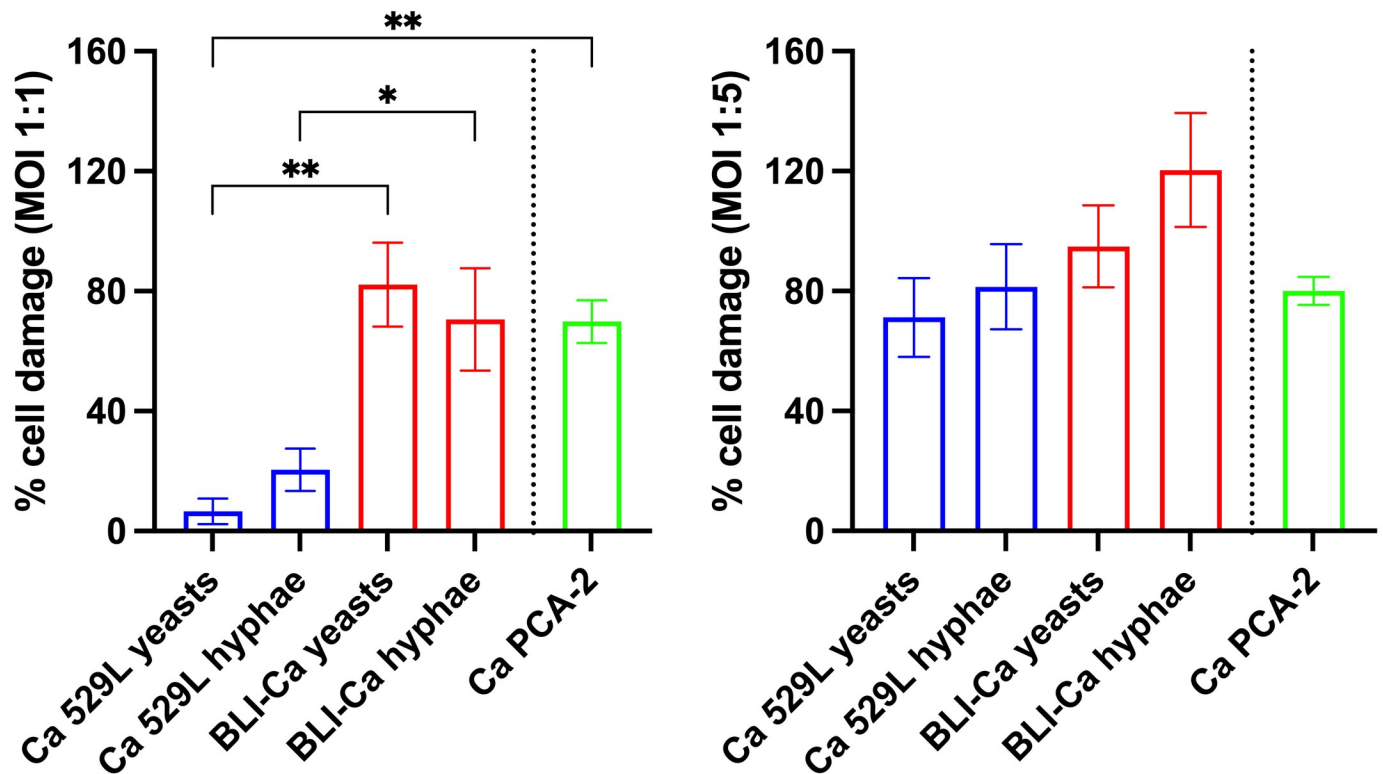 % cell damage (MOI 1:1)
160
120
80
40
0
**
*
**
Ca 529L yeasts
Ca 529L hyphae
BLI-Ca yeasts
BLI-Ca hyphae
Ca PCA-2
% cell damage (MOI 1:5)
160
120
80
40
0
Ca 529L yeasts
Ca 529L hyphae
BLI-Ca yeasts
BLI-Ca hyphae
Ca PCA-2